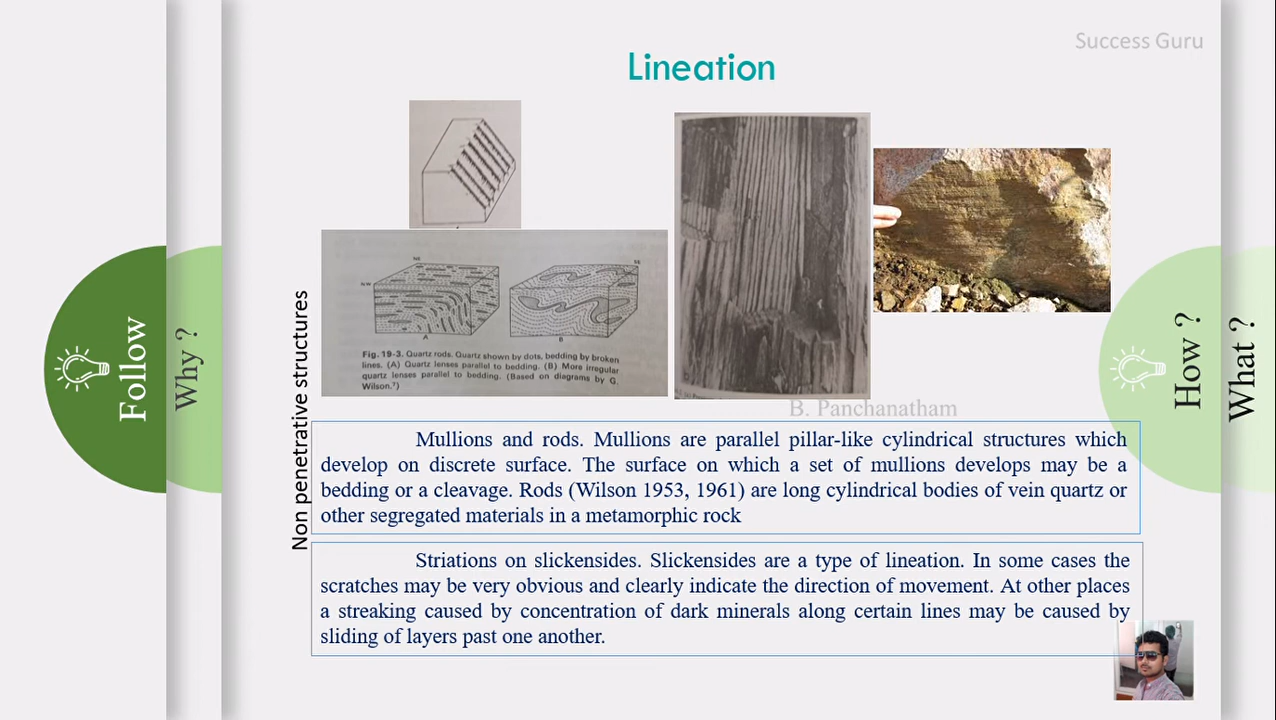 Success Guru
Lineation
Follow
Why ?
Non penetrative structures
NE
NW
SE
A
B
Fig. 19-3. Quartz rods. Quartz shown by dots, bedding by broken
lines. (A) Quartz lenses parallel to bedding. (B) More irregular
quartz lenses parallel to bedding. (Based on diagrams by G.
Wilson.⁷)
B. Panchanatham
Mullions and rods. Mullions are parallel pillar-like cylindrical structures which
develop on discrete surface. The surface on which a set of mullions develops may be a
bedding or a cleavage. Rods (Wilson 1953, 1961) are long cylindrical bodies of vein quartz or
other segregated materials in a metamorphic rock
Striations on slickensides. Slickensides are a type of lineation. In some cases the
scratches may be very obvious and clearly indicate the direction of movement. At other places
a streaking caused by concentration of dark minerals along certain lines may be caused by
sliding of layers past one another.
How ?
What ?